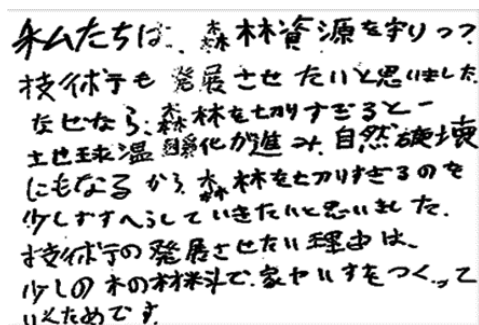 私たちは、森林資源を守りつつ
技術も発展させたいと思いました
なぜなら、森林を切りすぎると
地球温暖化が進み、自然破壊
にもなるから、森林を切りすぎるのを
少しずつへらしていきたいと思いました。
技術の発展させたい理由は、
少しの木の材料で、家やいすをつくって
いくためです